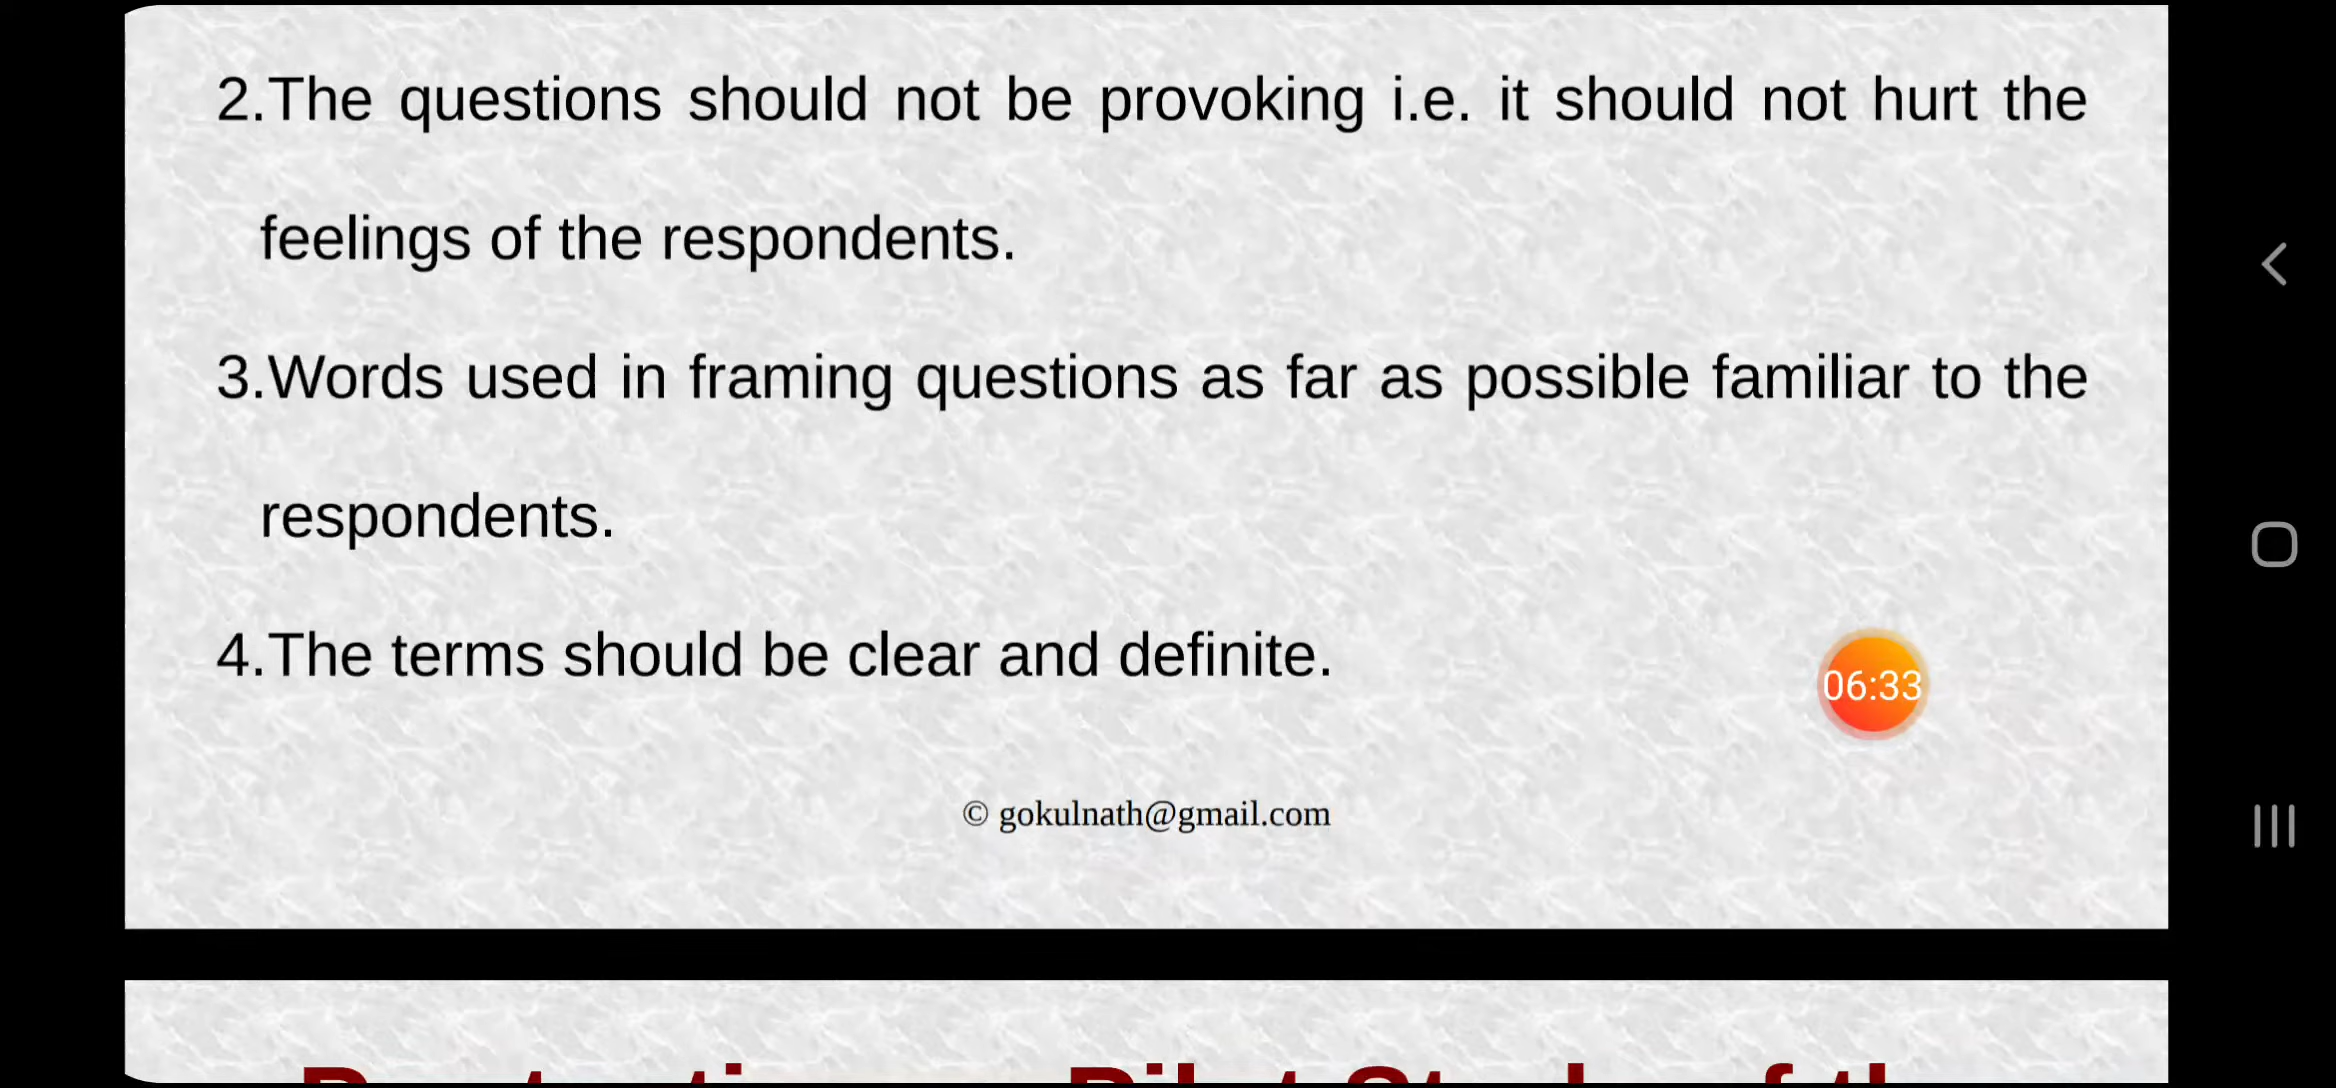 2.The questions should not be provoking i.e. it should not hurt the
feelings of the respondents.
3.Words used in framing questions as far as possible familiar to the
respondents.
4.The terms should be clear and definite.
06:33
© gokulnath@gmail.com